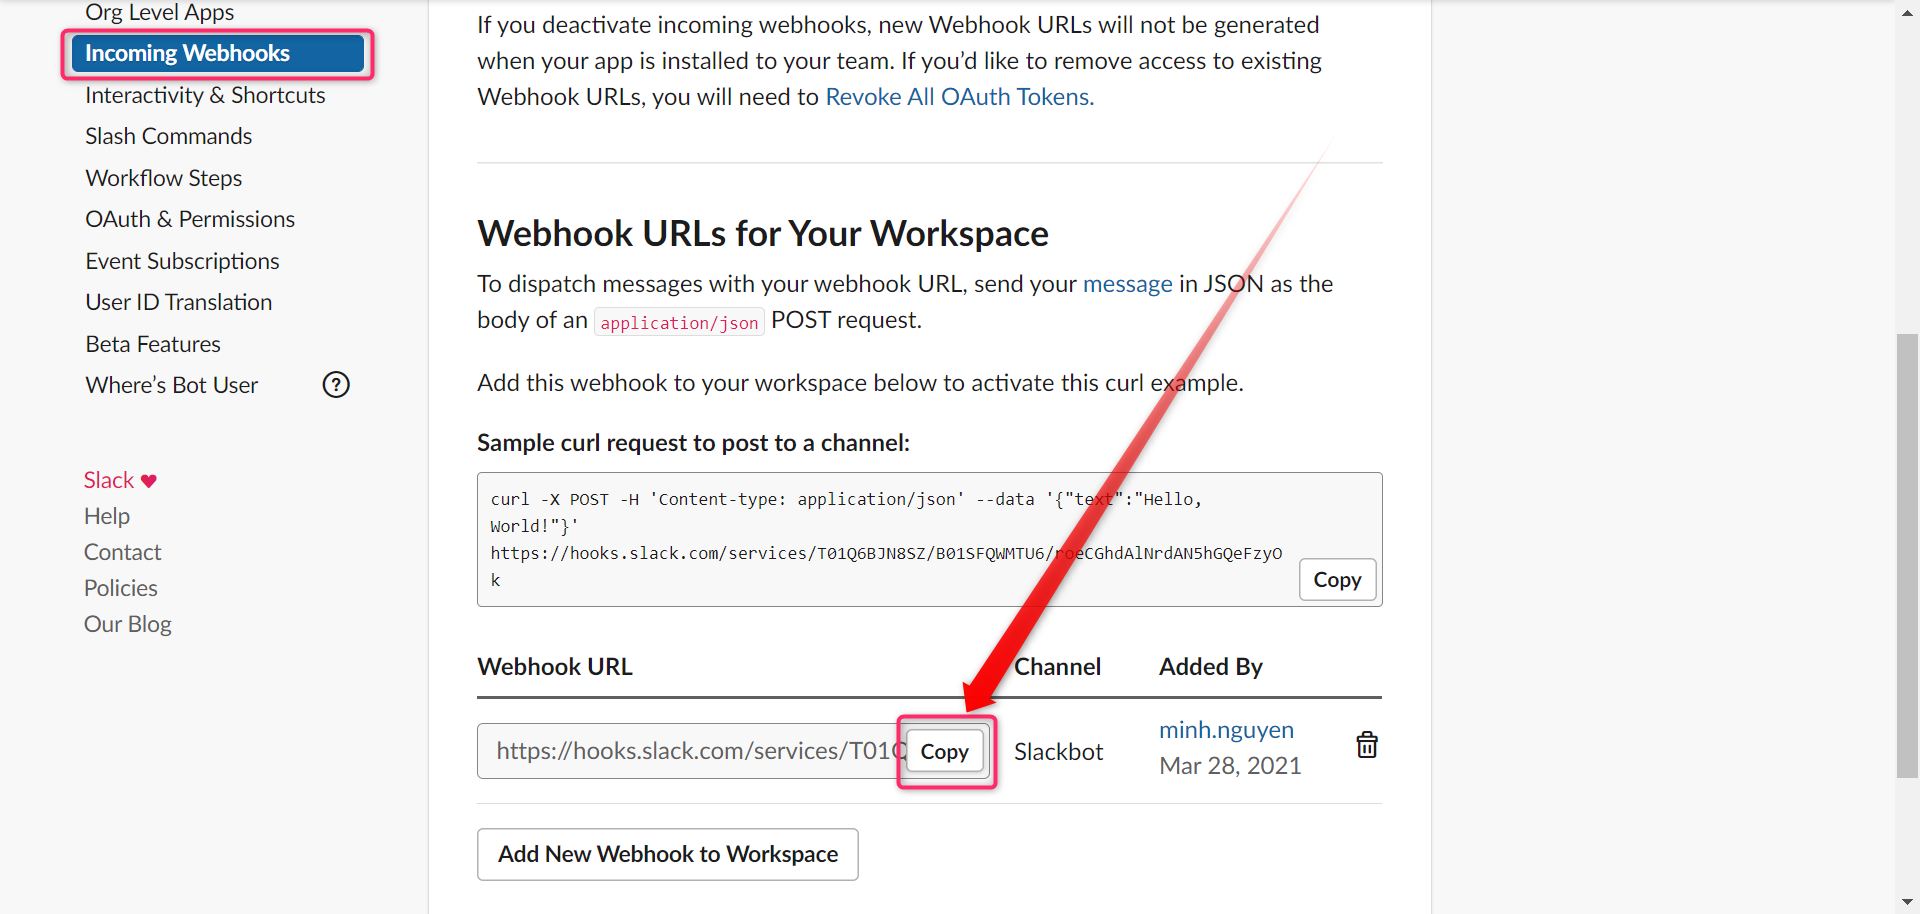 Org Level Apps
Incoming Webhooks
Interactivity & Shortcuts
Slash Commands
Workflow Steps
OAuth & Permissions
Event Subscriptions
User ID Translation
Beta Features
Where’s Bot User ?
Slack ♥
Help
Contact
Policies
Our Blog
If you deactivate incoming webhooks, new Webhook URLs will not be generated
when your app is installed to your team. If you’d like to remove access to existing
Webhook URLs, you will need to Revoke All OAuth Tokens.
Webhook URLs for Your Workspace
To dispatch messages with your webhook URL, send your message in JSON as the
body of an application/json POST request.
Add this webhook to your workspace below to activate this curl example.
Sample curl request to post to a channel:
curl -X POST -H 'Content-type: application/json' --data '{"text":"Hello,
World!"}'
https://hooks.slack.com/services/T01Q6BJN8SZ/B01SFQWMTU6/roeCGhdAlNrdAN5hGQeFzyO
k
Copy
Webhook URL Channel Added By
https://hooks.slack.com/services/T01Q Copy Slackbot minh.nguyen
Mar 28, 2021
Add New Webhook to Workspace